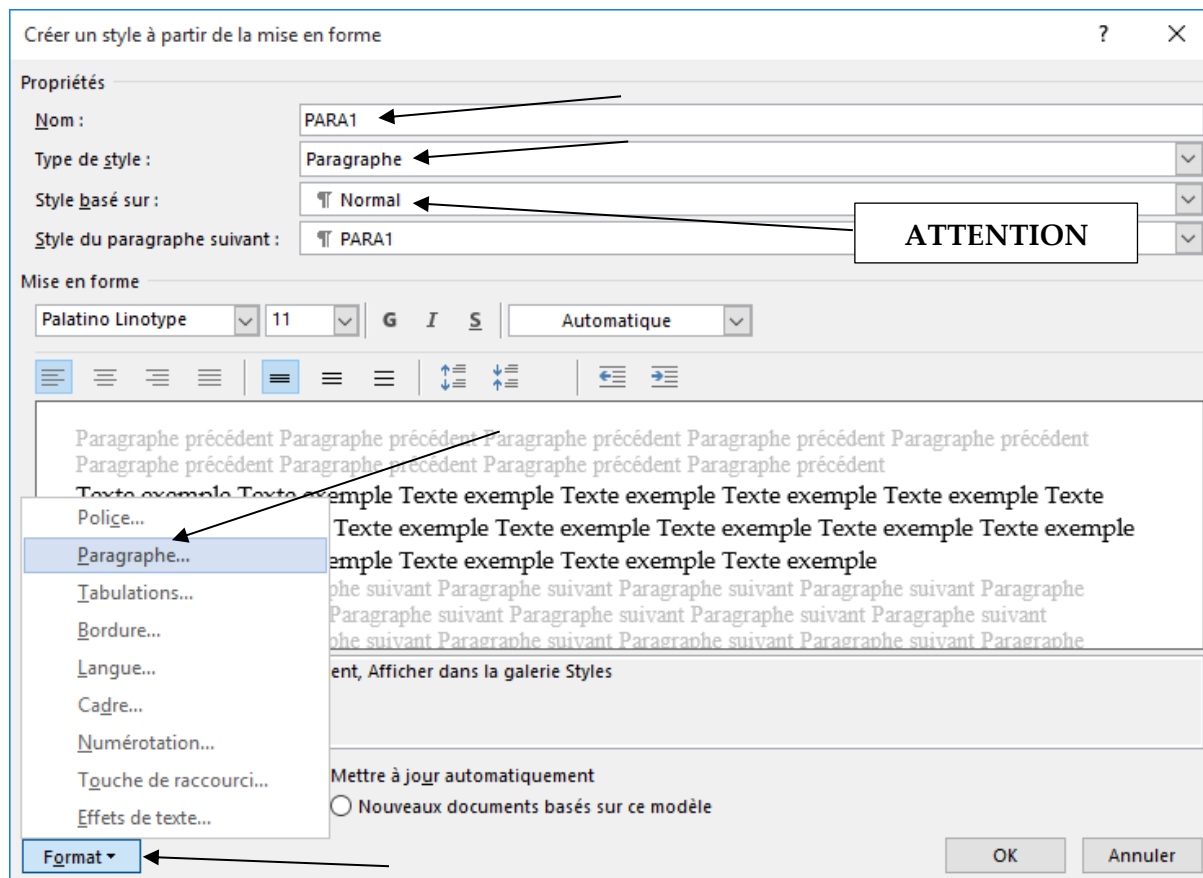 Créer un style à partir de la mise en forme ?
Propriétés
Nom : PARA1
Type de style : Paragraphe
Style basé sur : ¶ Normal
ATTENTION
Style du paragraphe suivant : ¶ PARA1
Mise en forme
Palatino Linotype 11 G I S Automatique
Paragraphe précédent Paragraphe précédent Paragraphe précédent Paragraphe précédent Paragraphe précédent
Paragraphe précédent Paragraphe précédent Paragraphe précédent Paragraphe précédent
Texte exemple Texte exemple Texte exemple Texte exemple Texte exemple Texte exemple Texte
Texte exemple Texte exemple Texte exemple Texte exemple Texte exemple
emple Texte exemple Texte exemple Texte exemple
phe suivant Paragraphe suivant Paragraphe suivant Paragraphe suivant Paragraphe
Paragraphe suivant Paragraphe suivant Paragraphe suivant Paragraphe suivant
phe suivant Paragraphe suivant Paragraphe suivant Paragraphe suivant Paragraphe
Police...
Paragraphe...
Tabulations...
Bordure...
Langue...
Cadre...
Numérotation...
Touche de raccourci...
Effets de texte...
ent, Afficher dans la galerie Styles
Mettre à jour automatiquement
Nouveaux documents basés sur ce modèle
Format
OK
Annuler